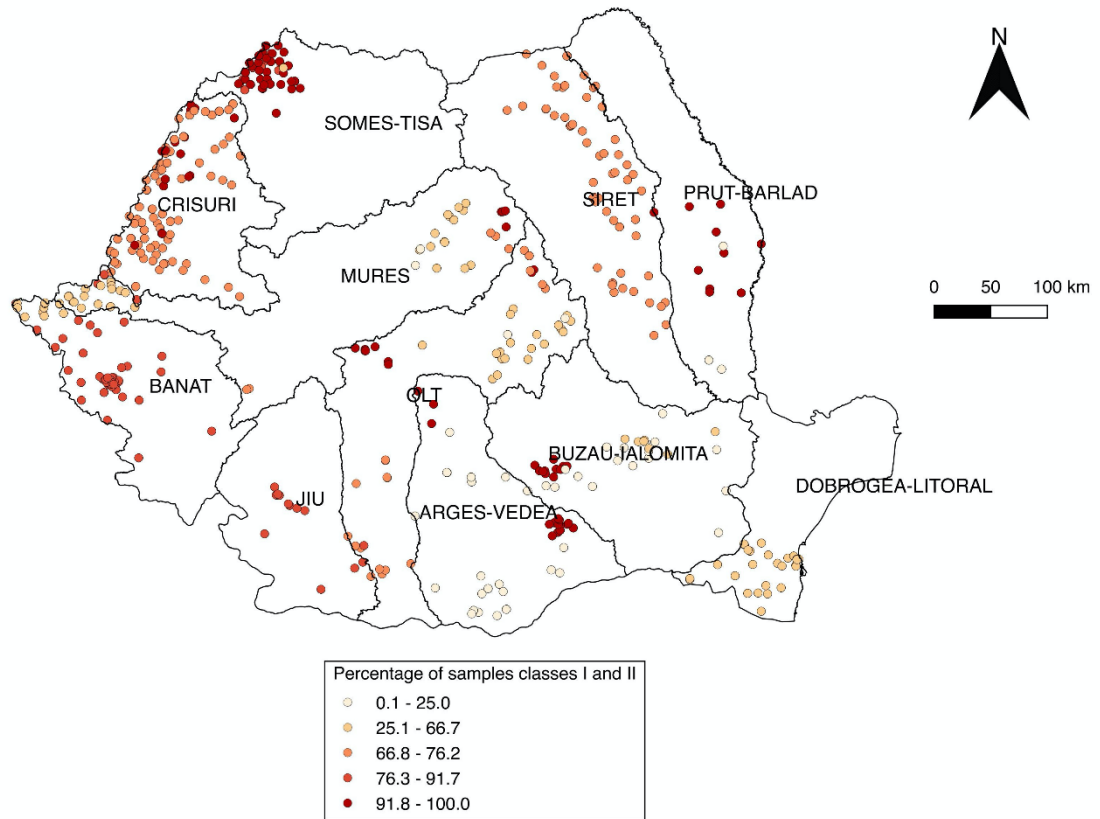 N
SOMES-TISA
PRUT-BARLAD
SIRET
CRISURI
MURES
0 50 100 km
BANAT
OLT
BUZAU-IALOMITA
DOBROGEA-LITORAL
JIU
ARGES-VEDEA
Percentage of samples classes I and II
0.1 - 25.0
25.1 - 66.7
66.8 - 76.2
76.3 - 91.7
91.8 - 100.0